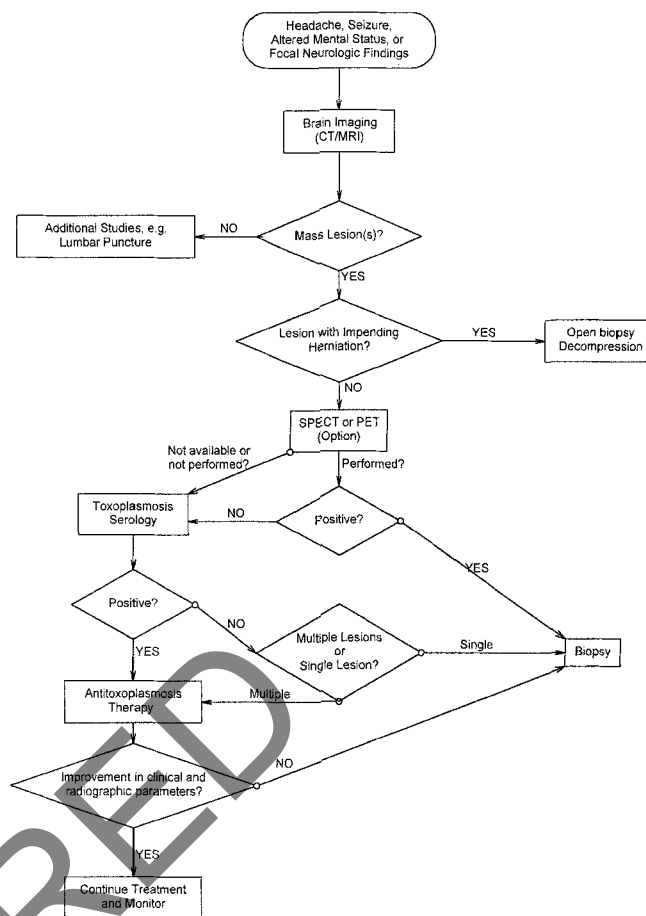 Headache, Seizure,
Altered Mental Status, or
Focal Neurologic Findings
Brain Imaging
(CT/MRI)
Mass Lesion(s)?
NO
Additional Studies, e.g.
Lumbar Puncture
YES
Lesion with Impending
Herniation?
YES
Open biopsy
Decompression
NO
SPECT or PET
(Option)
Not available or
not performed?
Performed?
Toxoplasmosis
Serology
NO
Positive?
YES
Positive?
NO
YES
Multiple Lesions
or
Single Lesion?
Single
Biopsy
Multiple
Antitoxoplasmosis
Therapy
NO
Improvement in clinical and
radiographic parameters?
YES
Continue Treatment
and Monitor
RED